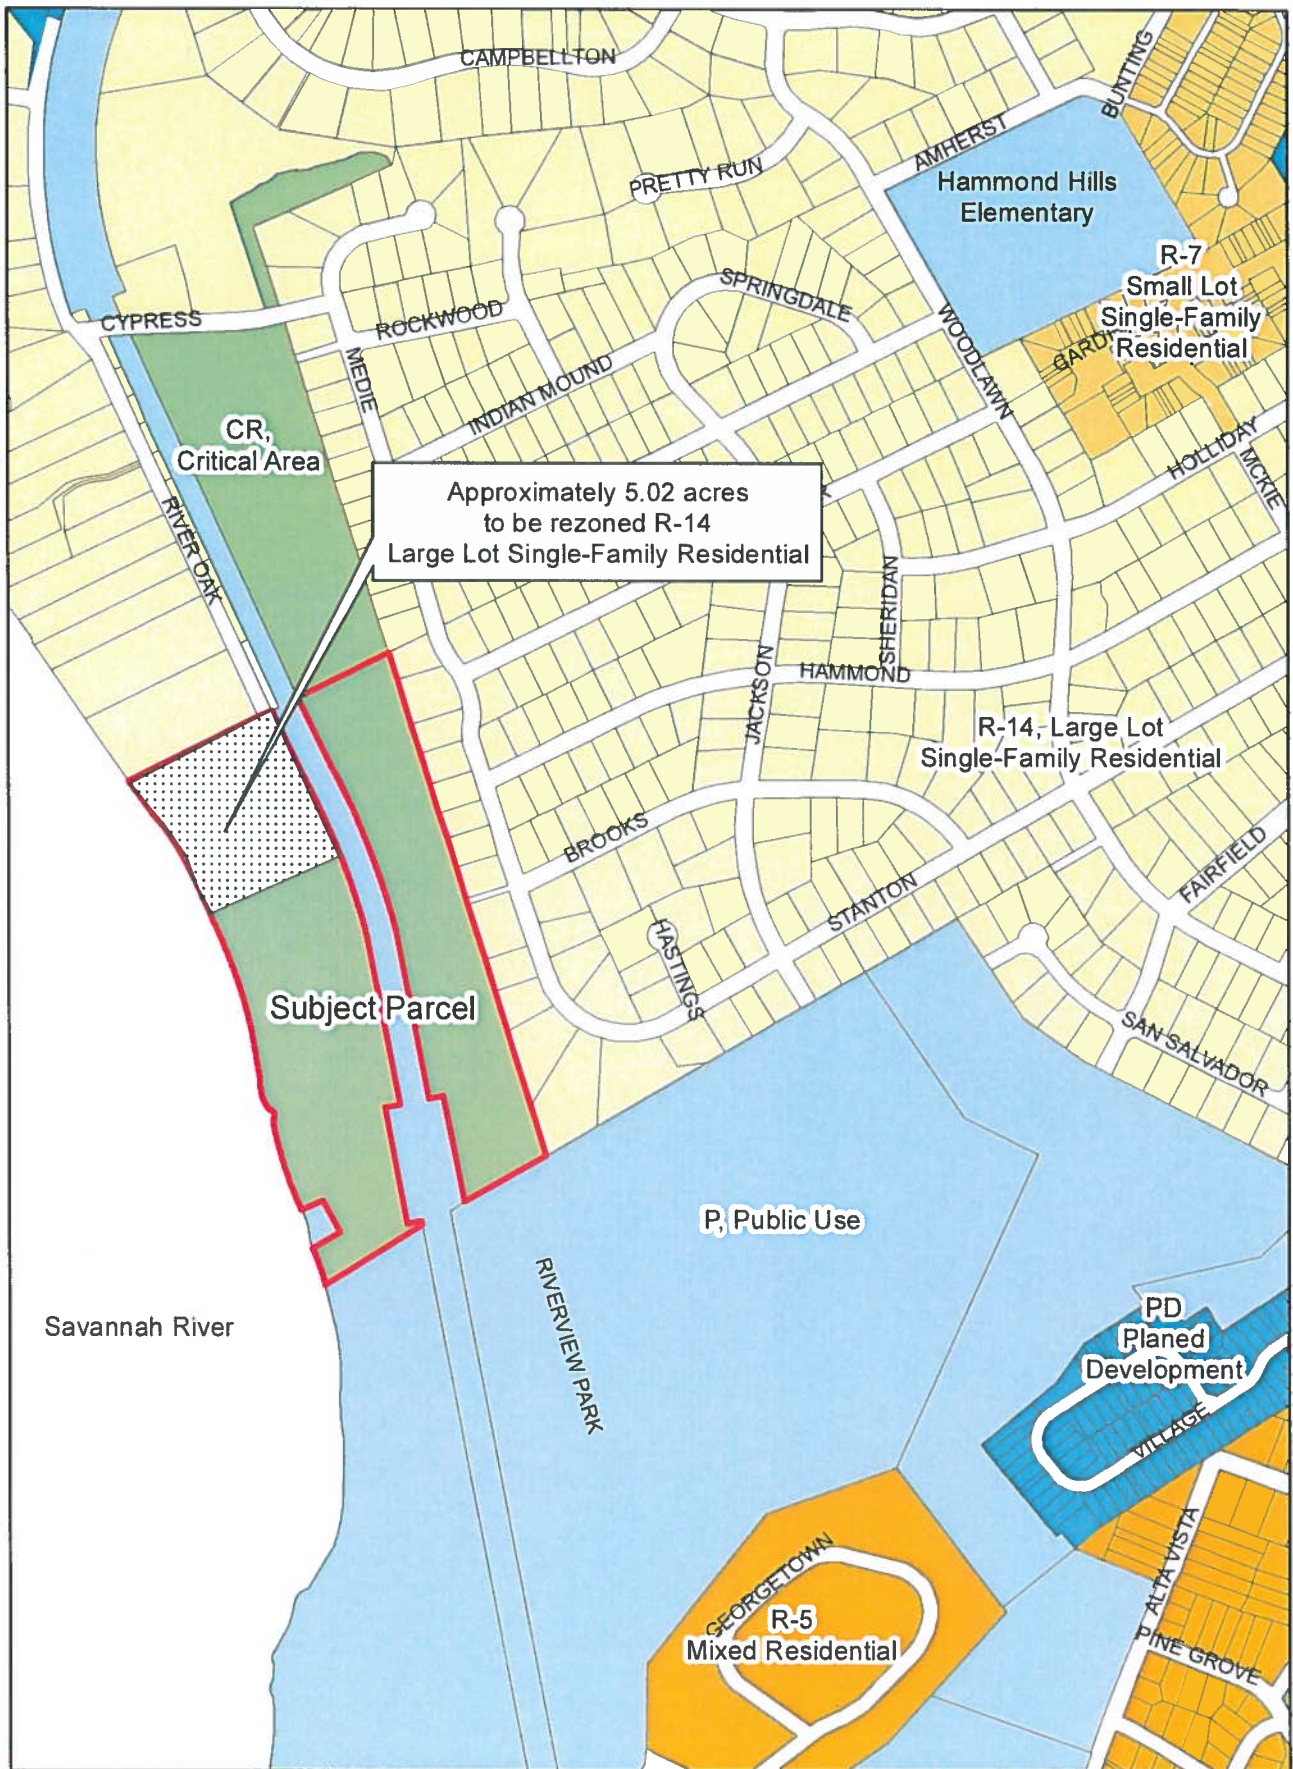 CAMPBELLTON
BUNTING
AMHERST
PRETTY RUN
Hammond Hills
Elementary
R-7
Small Lot
Single-Family
Residential
SPRINGDALE
CYPRESS
ROCKWOOD
WOODLAWN
MEDIE
INDIAN MOUND
CR,
Critical Area
HOLLIDAY
MCKIE
Approximately 5.02 acres
to be rezoned R-14
Large Lot Single-Family Residential
RIVER OAK
SHERIDAN
HAMMOND
JACKSON
R-14, Large Lot
Single-Family Residential
BROOKS
FAIRFIELD
STANTON
HASTINGS
Subject Parcel
SAN SALVADOR
P, Public Use
RIVERVIEW PARK
Savannah River
PD
Planed
Development
VILLAGE
ALTA VISTA
GEORGETOWN
R-5
Mixed Residential
PINE GROVE